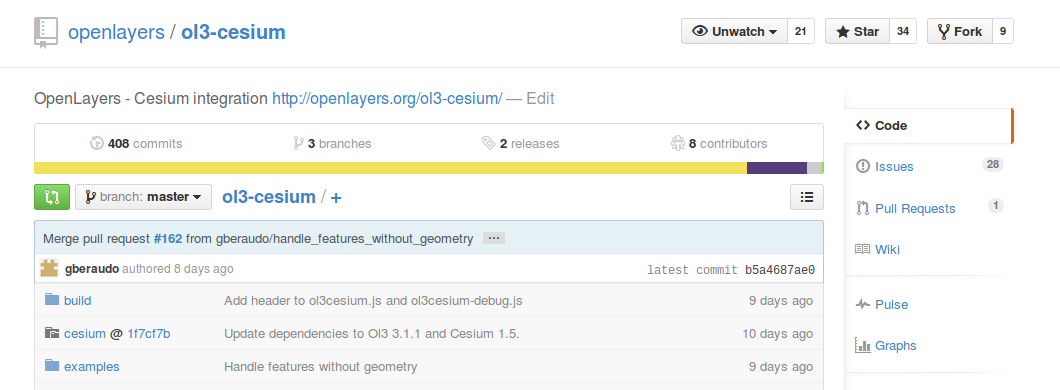 openlayers / ol3-cesium
Unwatch 21 Star 34 Fork 9
OpenLayers - Cesium integration http://openlayers.org/ol3-cesium/ — Edit
408 commits 3 branches 2 releases 8 contributors
branch: master ol3-cesium / +
Merge pull request #162 from gberaudo/handle_features_without_geometry ...
gberaudo authored 8 days ago latest commit b5a4687ae0
build Add header to ol3cesium.js and ol3cesium-debug.js 9 days ago
cesium @ 1f7cf7b Update dependencies to Ol3 3.1.1 and Cesium 1.5. 10 days ago
examples Handle features without geometry 9 days ago
Code
Issues 28
Pull Requests 1
Wiki
Pulse
Graphs